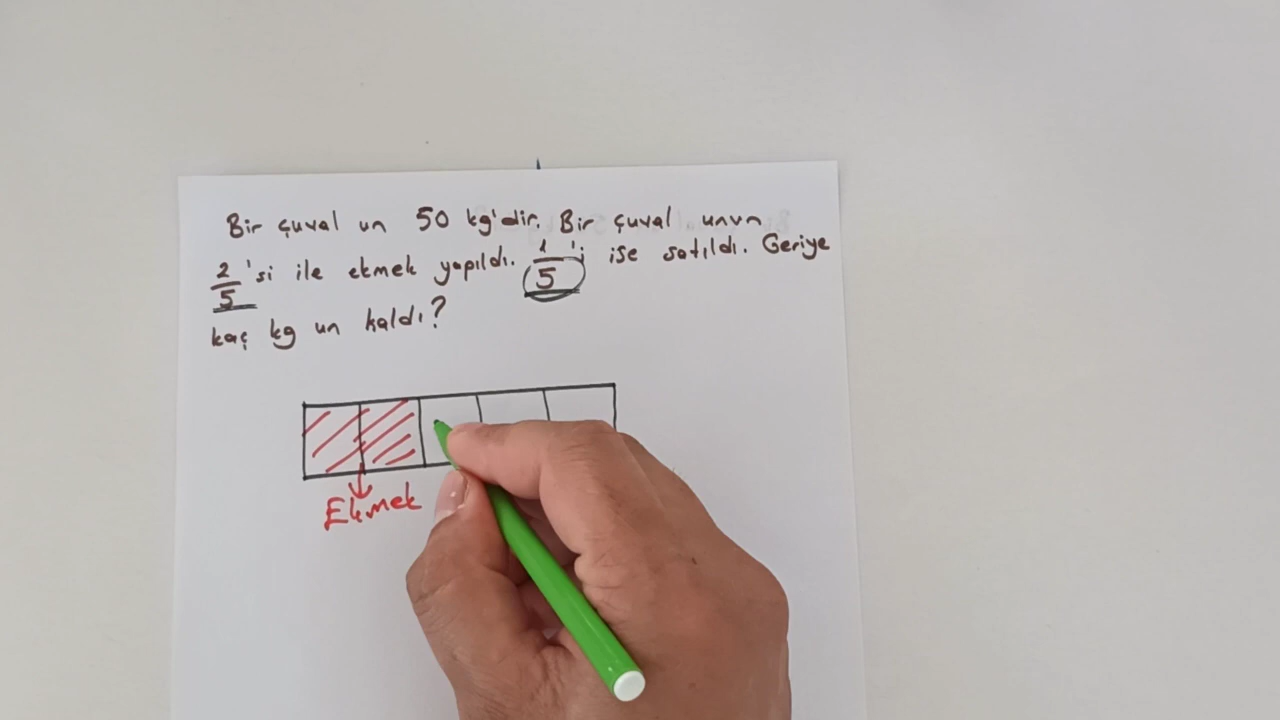 Bir çuval un 50 kg'dir. Bir çuval unun
2/5 'si ile ekmek yapıldı. 1/5 'i ise satıldı. Geriye
kaç kg un kaldı?
Ekmek